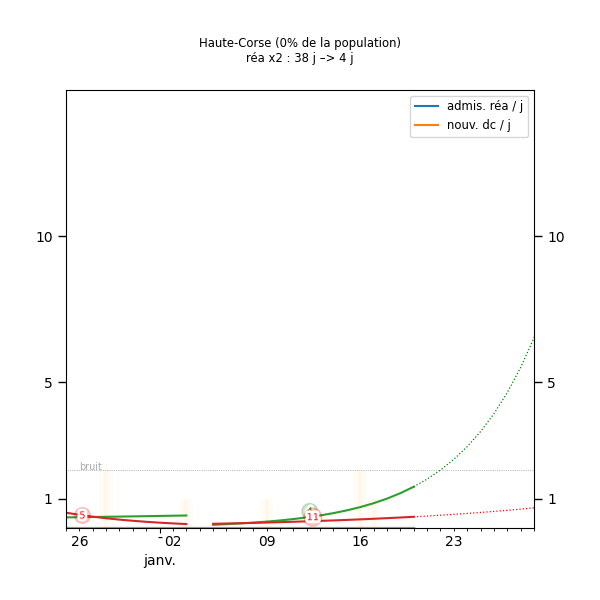 Haute-Corse (0% de la population)
réa x2 : 38 j –> 4 j
admis. réa / j
nouv. dc / j
10 10
5 5
bruit
1 1
5
11
26 02 09 16 23
janv.